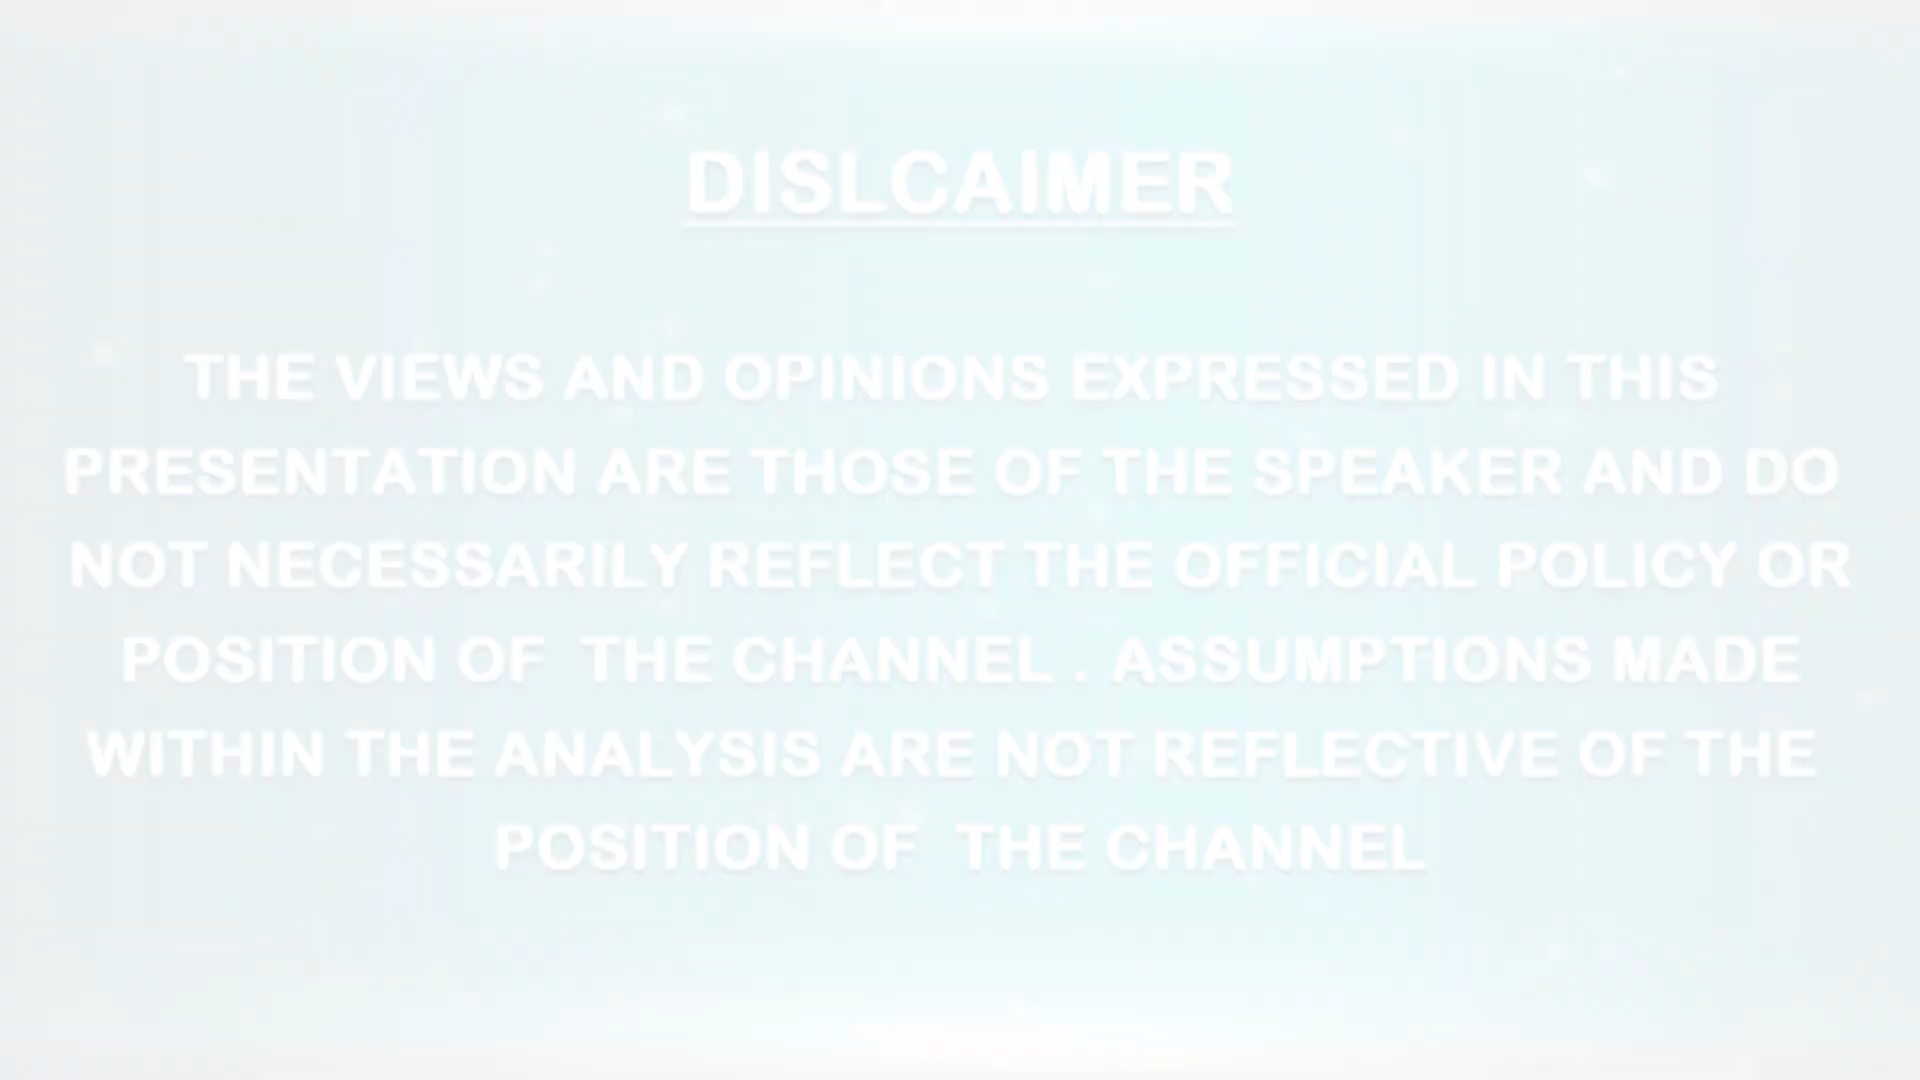 DISLCAIMER
THE VIEWS AND OPINIONS EXPRESSED IN THIS
PRESENTATION ARE THOSE OF THE SPEAKER AND DO
NOT NECESSARILY REFLECT THE OFFICIAL POLICY OR
POSITION OF  THE CHANNEL . ASSUMPTIONS MADE
WITHIN THE ANALYSIS ARE NOT REFLECTIVE OF THE
POSITION OF  THE CHANNEL